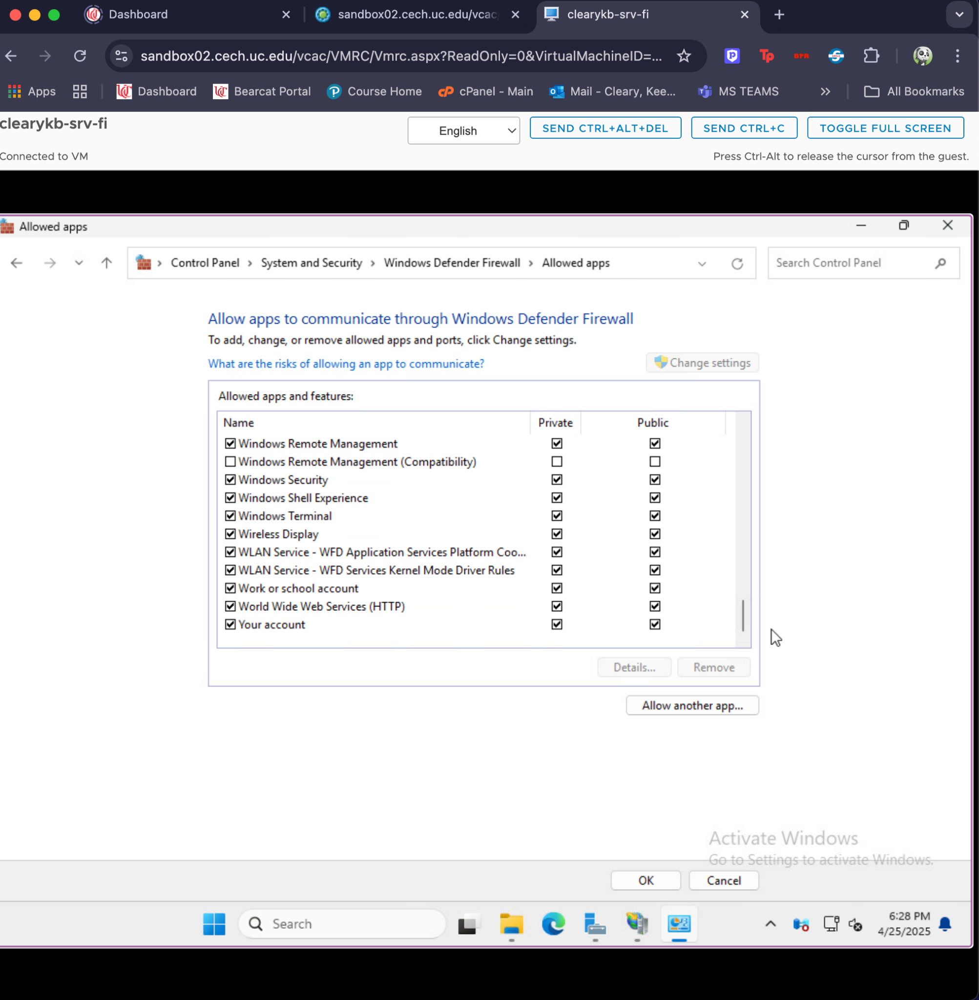 Dashboard
sandbox02.cech.uc.edu/vcac/
clearykb-srv-fi
sandbox02.cech.uc.edu/vcac/VMRC/Vmrc.aspx?ReadOnly=0&VirtualMachineID=...
Apps
Dashboard
Bearcat Portal
Course Home
cPanel - Main
Mail - Cleary, Kee...
MS TEAMS
All Bookmarks
clearykb-srv-fi
English
SEND CTRL+ALT+DEL
SEND CTRL+C
TOGGLE FULL SCREEN
Connected to VM
Press Ctrl-Alt to release the cursor from the guest.
Allowed apps
Control Panel > System and Security > Windows Defender Firewall > Allowed apps
Search Control Panel
Allow apps to communicate through Windows Defender Firewall
To add, change, or remove allowed apps and ports, click Change settings.
What are the risks of allowing an app to communicate?
Change settings
Allowed apps and features:
Name Private Public
Windows Remote Management
Windows Remote Management (Compatibility)
Windows Security
Windows Shell Experience
Windows Terminal
Wireless Display
WLAN Service - WFD Application Services Platform Coo...
WLAN Service - WFD Services Kernel Mode Driver Rules
Work or school account
World Wide Web Services (HTTP)
Your account
Details...
Remove
Allow another app...
Activate Windows
Go to Settings to activate Windows.
OK
Cancel
Search
6:28 PM
4/25/2025